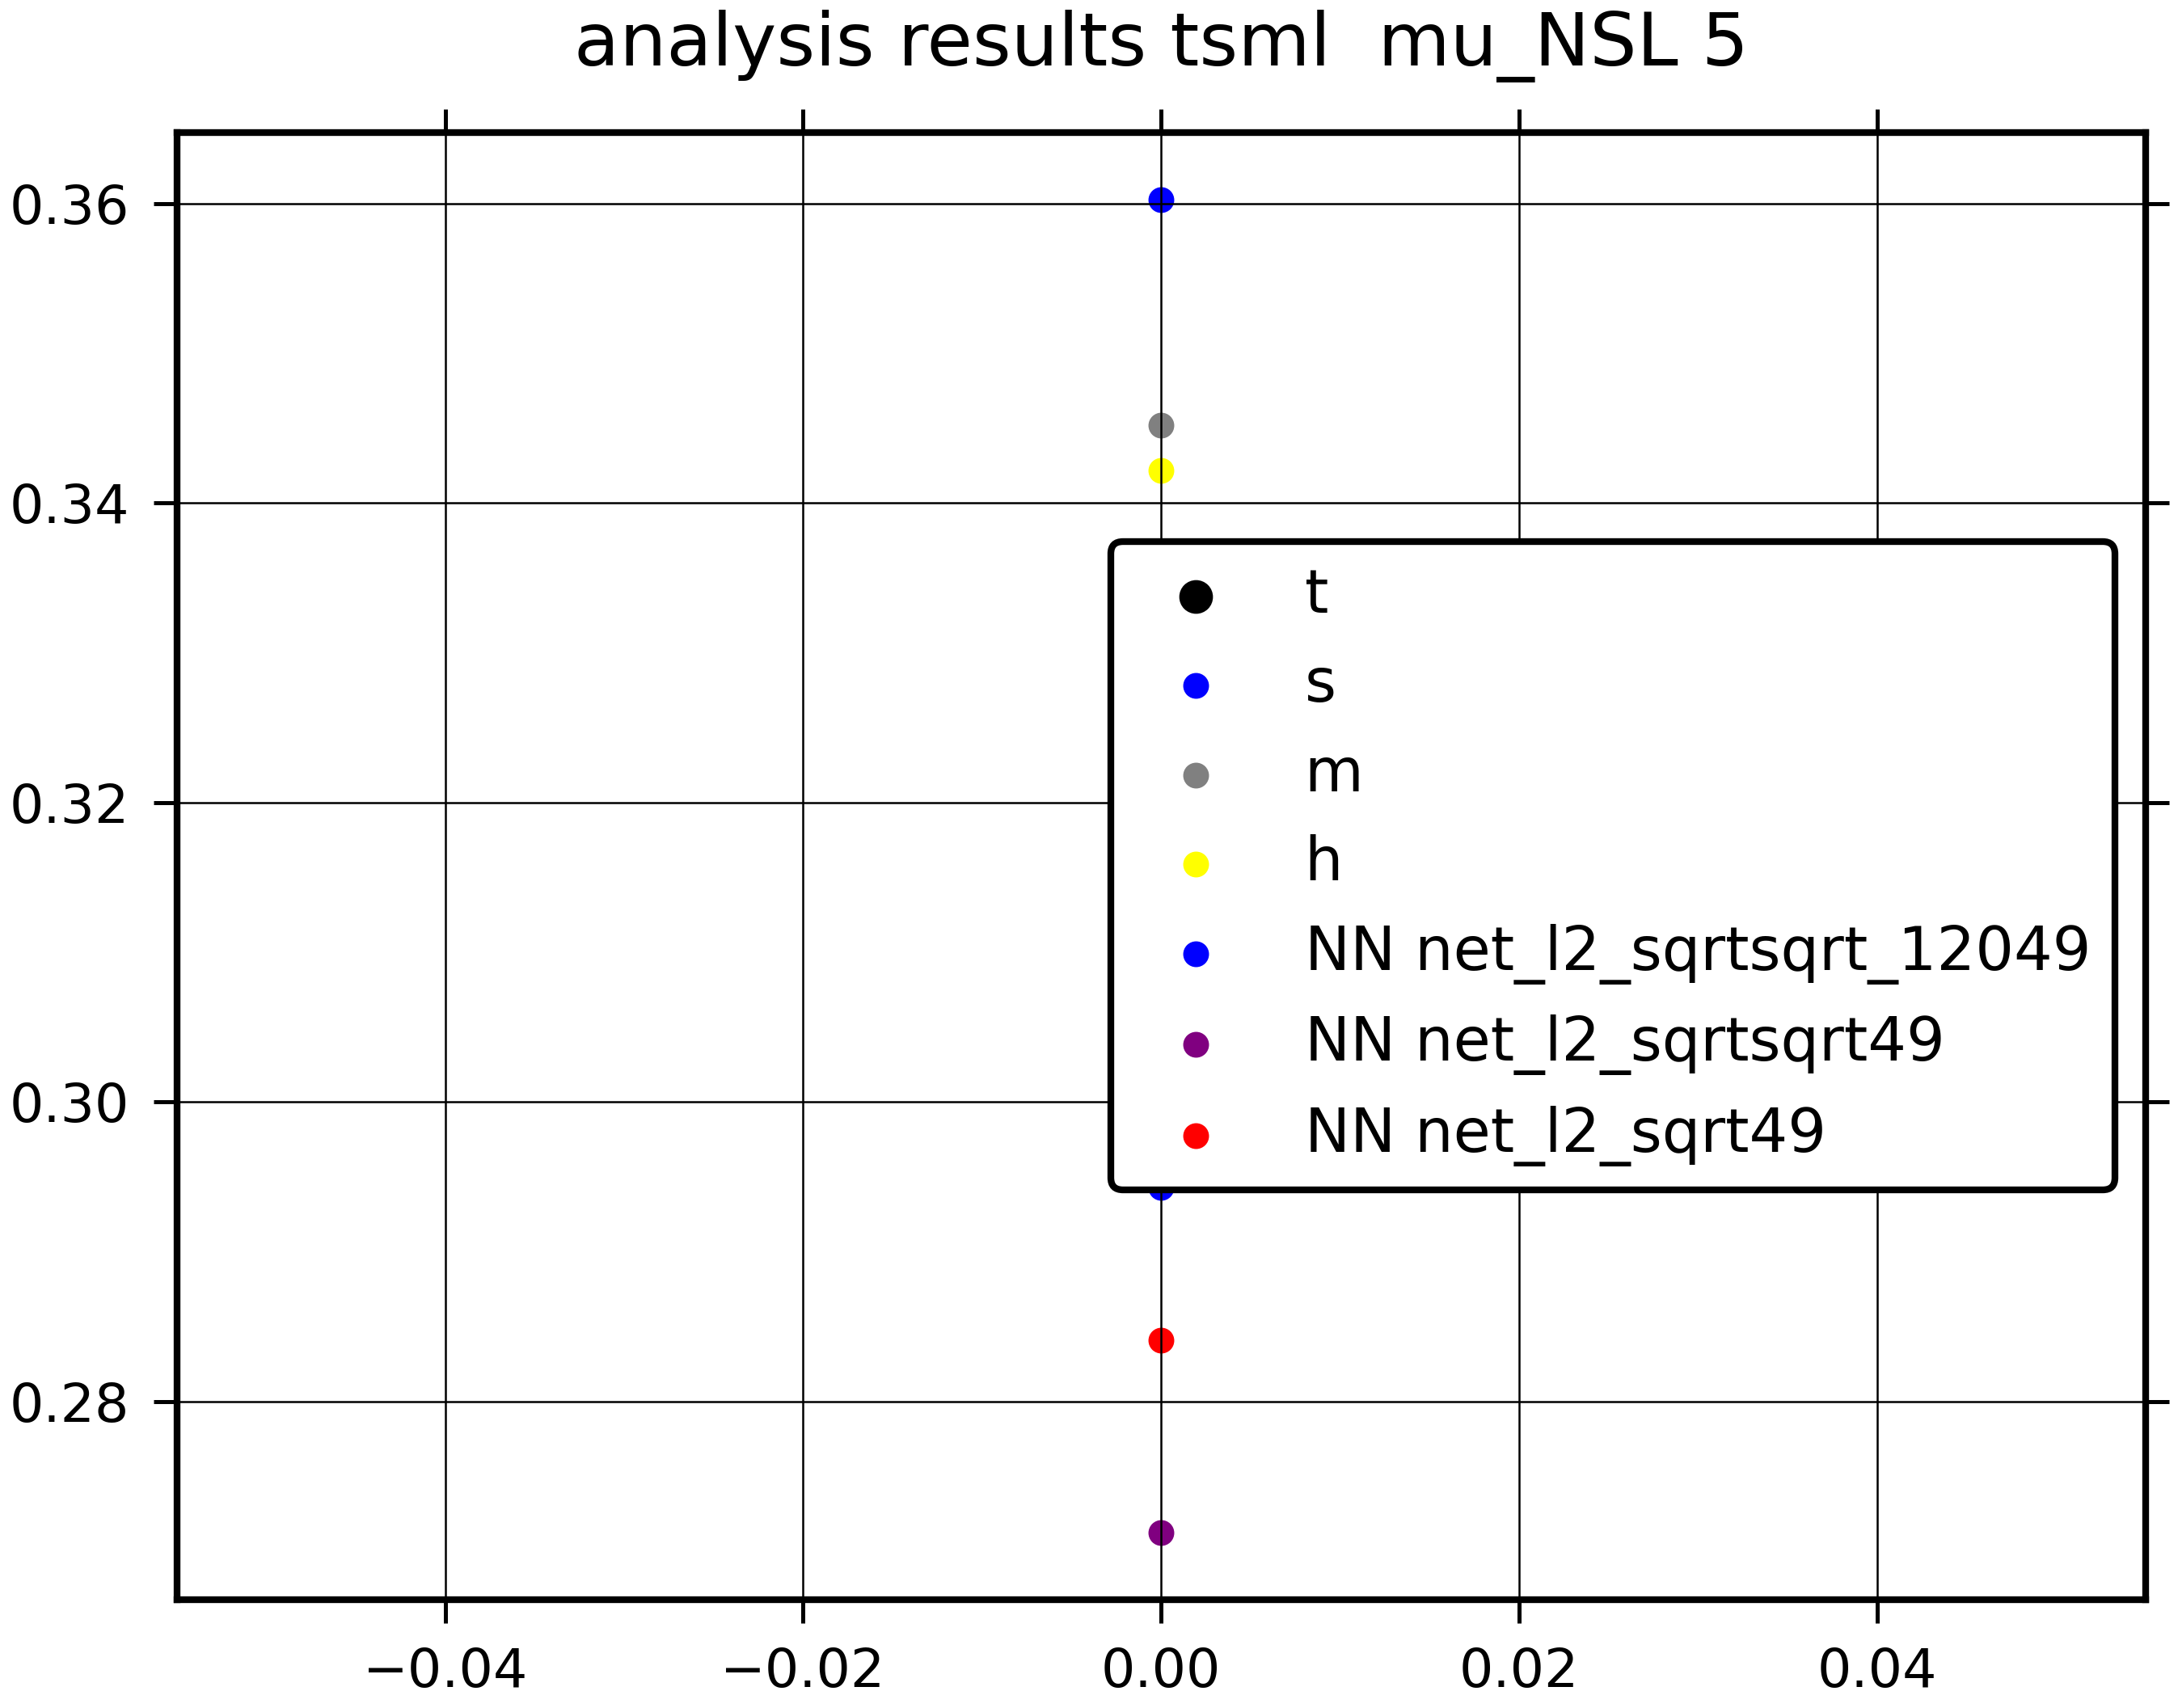 analysis results tsml  mu_NSL 5
0.36
0.34
0.32
0.30
0.28
t
s
m
h
NN net_l2_sqrtsqrt_12049
NN net_l2_sqrtsqrt49
NN net_l2_sqrt49
−0.04 −0.02 0.00 0.02 0.04